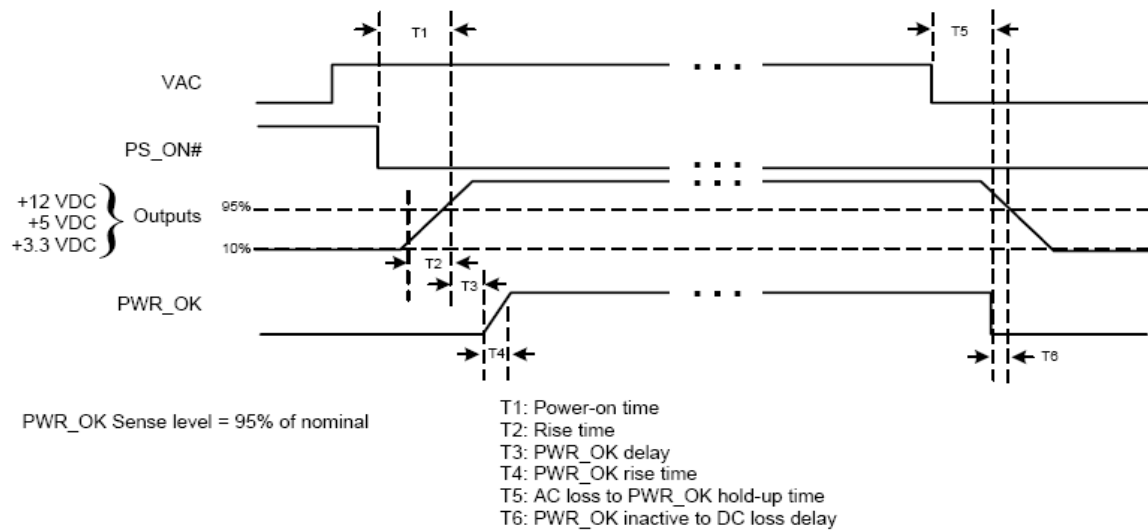 T1
T5
VAC
PS_ON#
+12 VDC
+5 VDC
+3.3 VDC
Outputs
95%
10%
T2
T3
PWR_OK
T4
T6
PWR_OK Sense level = 95% of nominal
T1: Power-on time
T2: Rise time
T3: PWR_OK delay
T4: PWR_OK rise time
T5: AC loss to PWR_OK hold-up time
T6: PWR_OK inactive to DC loss delay